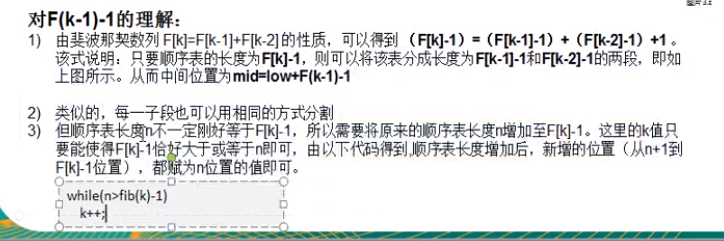 对F(k-1)-1的理解：
1) 由斐波那契数列 F[k]=F[k-1]+F[k-2] 的性质，可以得到 （F[k]-1）=（F[k-1]-1）+（F[k-2]-1）+1 。
该式说明：只要顺序表的长度为F[k]-1，则可以将该表分成长度为F[k-1]-1和F[k-2]-1的两段，即如
上图所示。从而中间位置为mid=low+F(k-1)-1
2) 类似的，每一子段也可以用相同的方式分割
3) 但顺序表长度n不一定刚好等于F[k]-1，所以需要将原来的顺序表长度n增加至F[k]-1。这里的k值只
要能使得F[k]-1恰好大于或等于n即可，由以下代码得到,顺序表长度增加后，新增的位置（从n+1到
F[k]-1位置），都赋为n位置的值即可。
while(n>fib(k)-1)
k++;